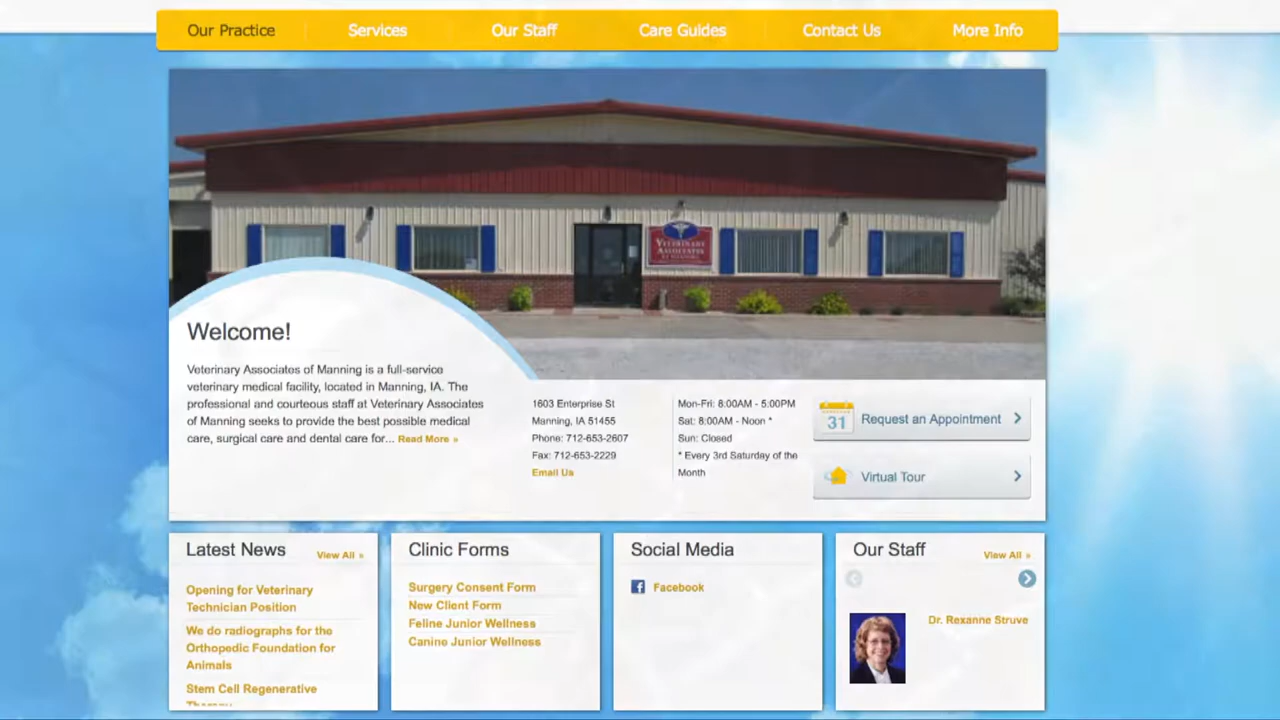 Our Practice
Services
Our Staff
Care Guides
Contact Us
More Info
VETERINARY
ASSOCIATES
Welcome!
Veterinary Associates of Manning is a full-service
veterinary medical facility, located in Manning, IA. The
professional and courteous staff at Veterinary Associates
of Manning seeks to provide the best possible medical
care, surgical care and dental care for... Read More »
1603 Enterprise St
Manning, IA 51455
Phone: 712-653-2607
Fax: 712-653-2229
Email Us
Mon-Fri: 8:00AM - 5:00PM
Sat: 8:00AM - Noon *
Sun: Closed
* Every 3rd Saturday of the
Month
31
Request an Appointment
Virtual Tour
Latest News
View All »
Opening for Veterinary
Technician Position
We do radiographs for the
Orthopedic Foundation for
Animals
Stem Cell Regenerative
Therapy
Clinic Forms
Surgery Consent Form
New Client Form
Feline Junior Wellness
Canine Junior Wellness
Social Media
Facebook
Our Staff
View All »
Dr. Rexanne Struve